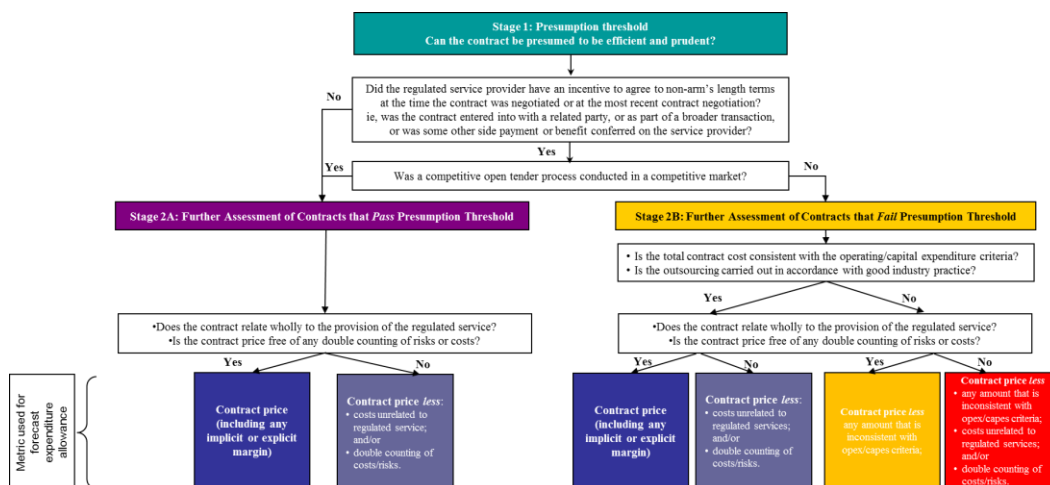 Stage 1: Presumption threshold
Can the contract be presumed to be efficient and prudent?
No
Did the regulated service provider have an incentive to agree to non-arm's length terms
at the time the contract was negotiated or at the most recent contract negotiation?
ie, was the contract entered into with a related party, or as part of a broader transaction,
or was some other side payment or benefit conferred on the service provider?
Yes
Yes
Was a competitive open tender process conducted in a competitive market?
No
Stage 2A: Further Assessment of Contracts that Pass Presumption Threshold
Stage 2B: Further Assessment of Contracts that Fail Presumption Threshold
• Is the total contract cost consistent with the operating/capital expenditure criteria?
• Is the outsourcing carried out in accordance with good industry practice?
Yes
No
•Does the contract relate wholly to the provision of the regulated service?
•Is the contract price free of any double counting of risks or costs?
•Does the contract relate wholly to the provision of the regulated service?
•Is the contract price free of any double counting of risks or costs?
Yes
No
Yes
No
Yes
No
Metric used for
forecast
expenditure
allowance
Contract price
(including any
implicit or explicit
margin)
Contract price less:
• costs unrelated to
regulated service;
and/or
• double counting of
costs/risks.
Contract price
(including any
implicit or explicit
margin)
Contract price less:
• costs unrelated to
regulated services;
and/or
• double counting of
costs/risks.
Contract price less
any amount that is
inconsistent with
opex/capes criteria;
Contract price less
• any amount that is
inconsistent with
opex/capes criteria;
• costs unrelated to
regulated services;
and/or
• double counting of
costs/risks.